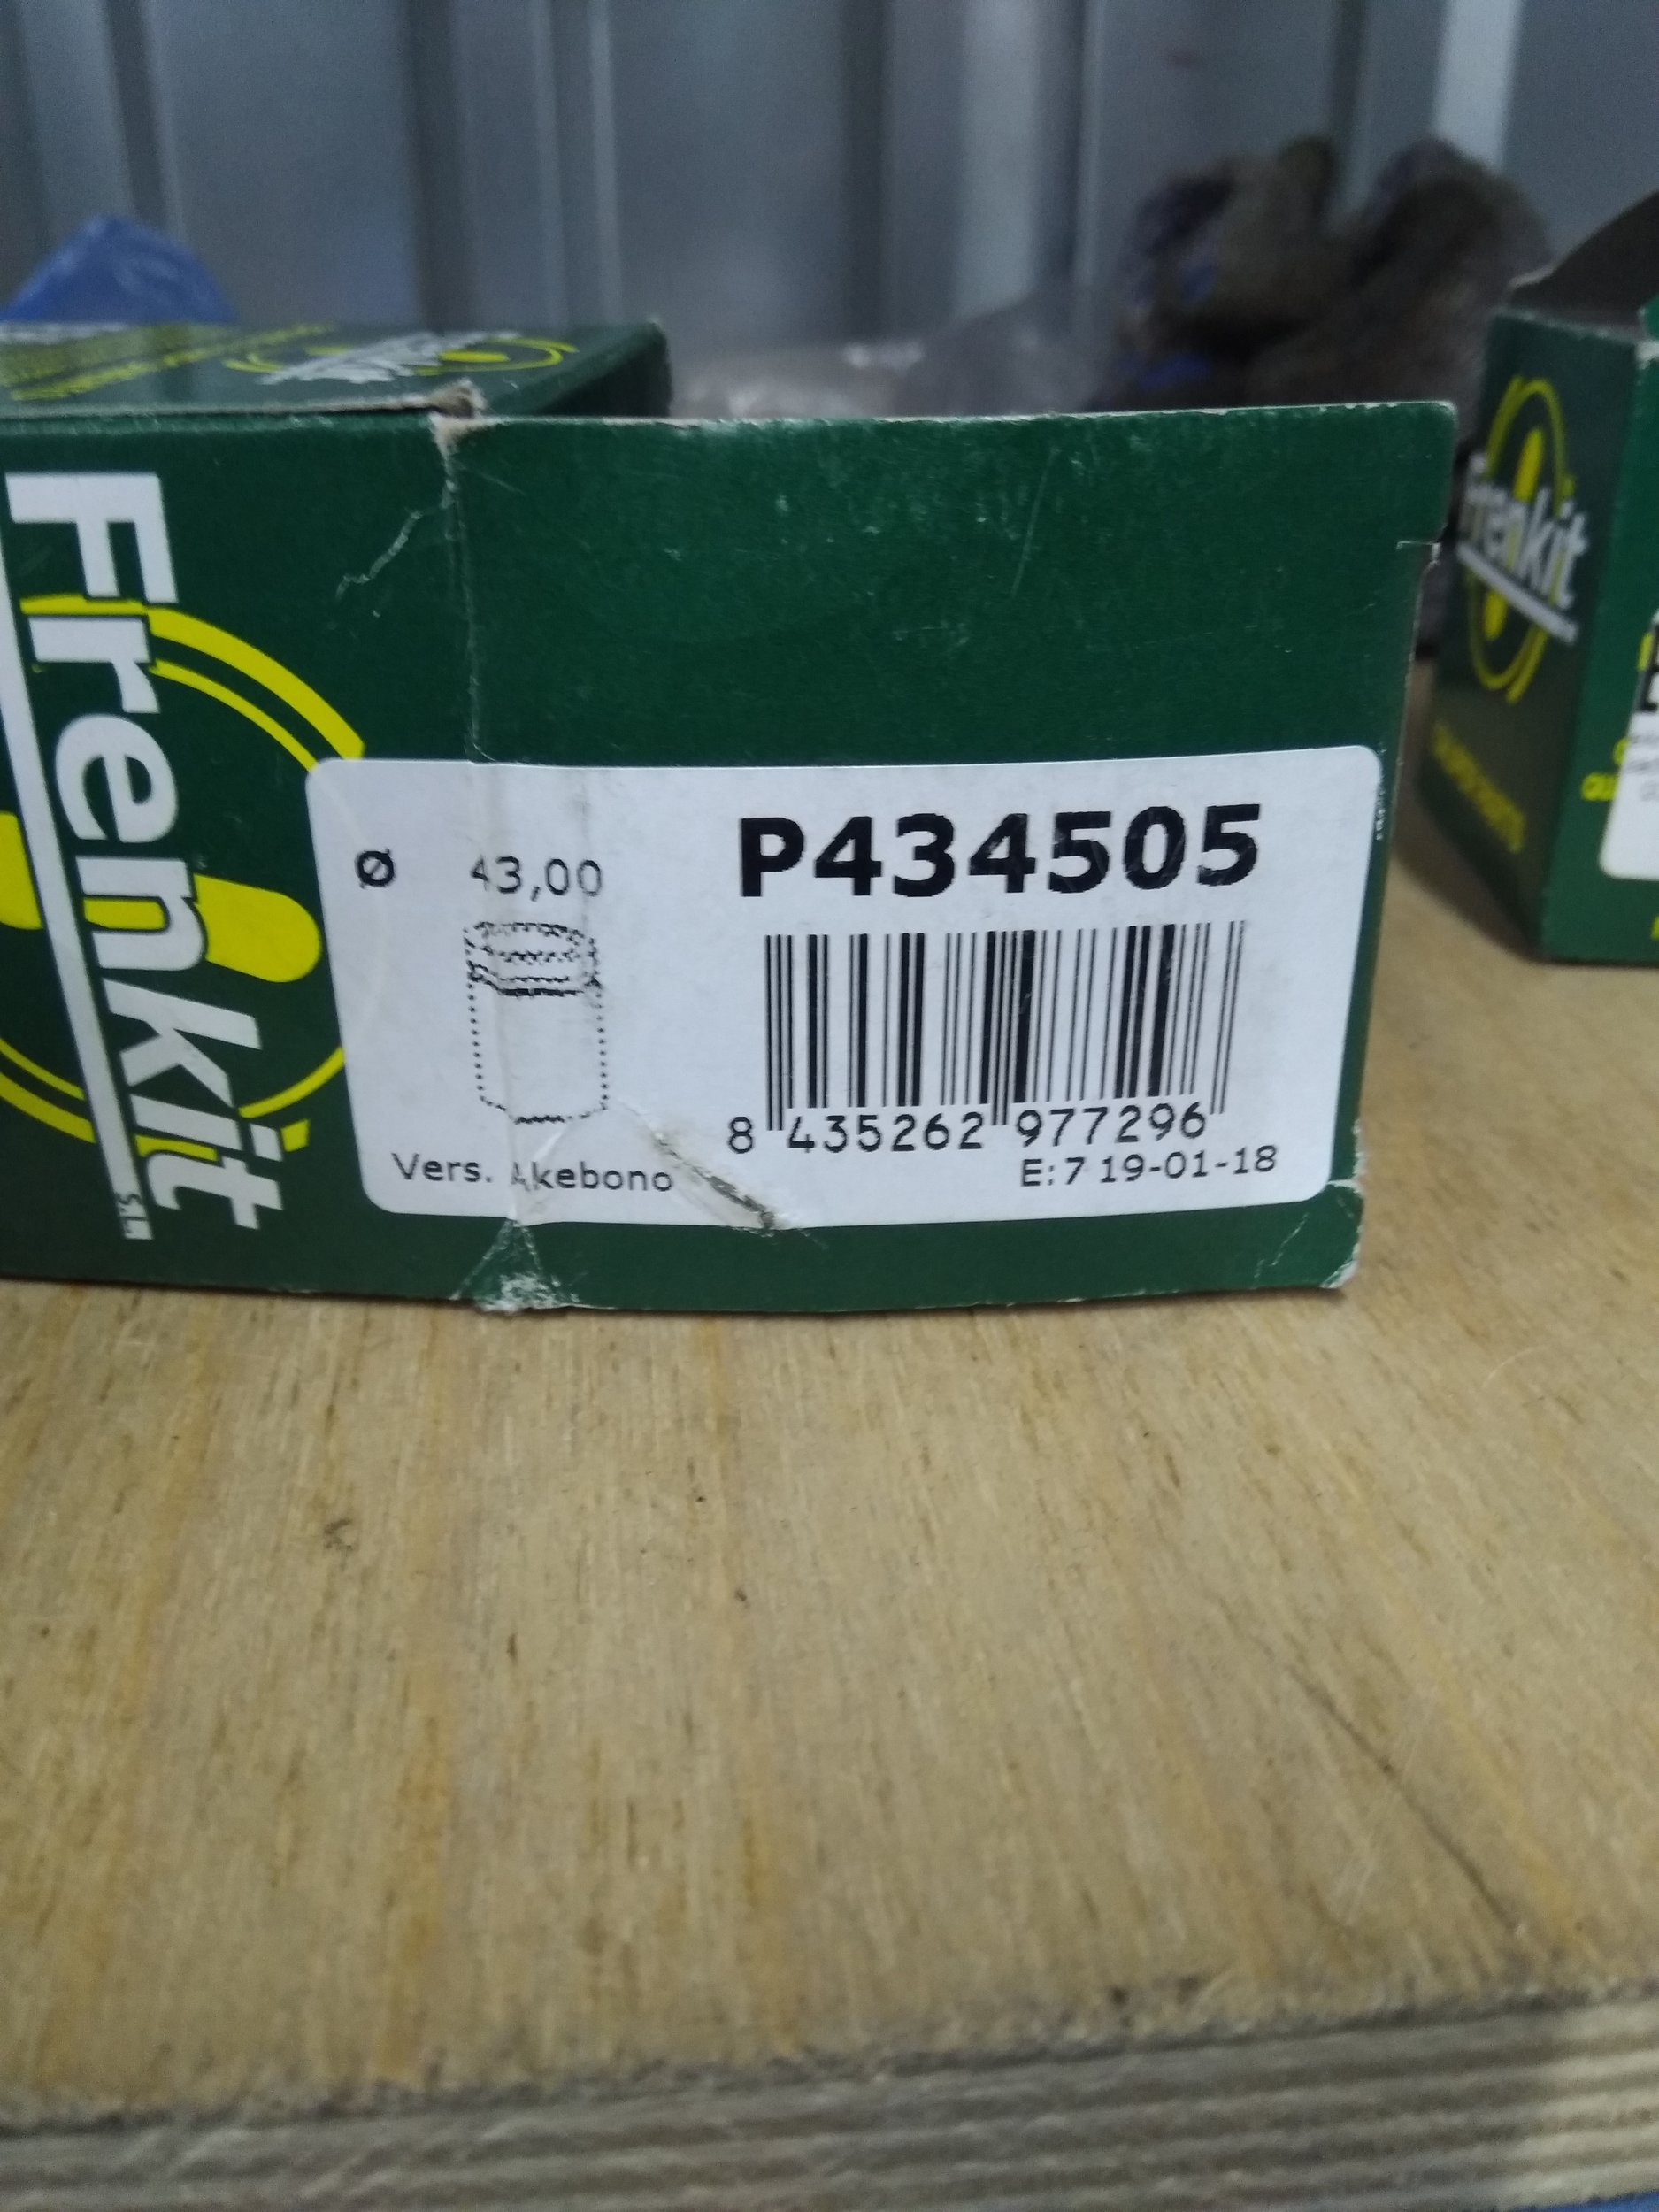 Frenkit
S.L.
Ø 43,00
P434505
8 435262 977296
Vers. Akebono
E: 7 19-01-18
Frenkit